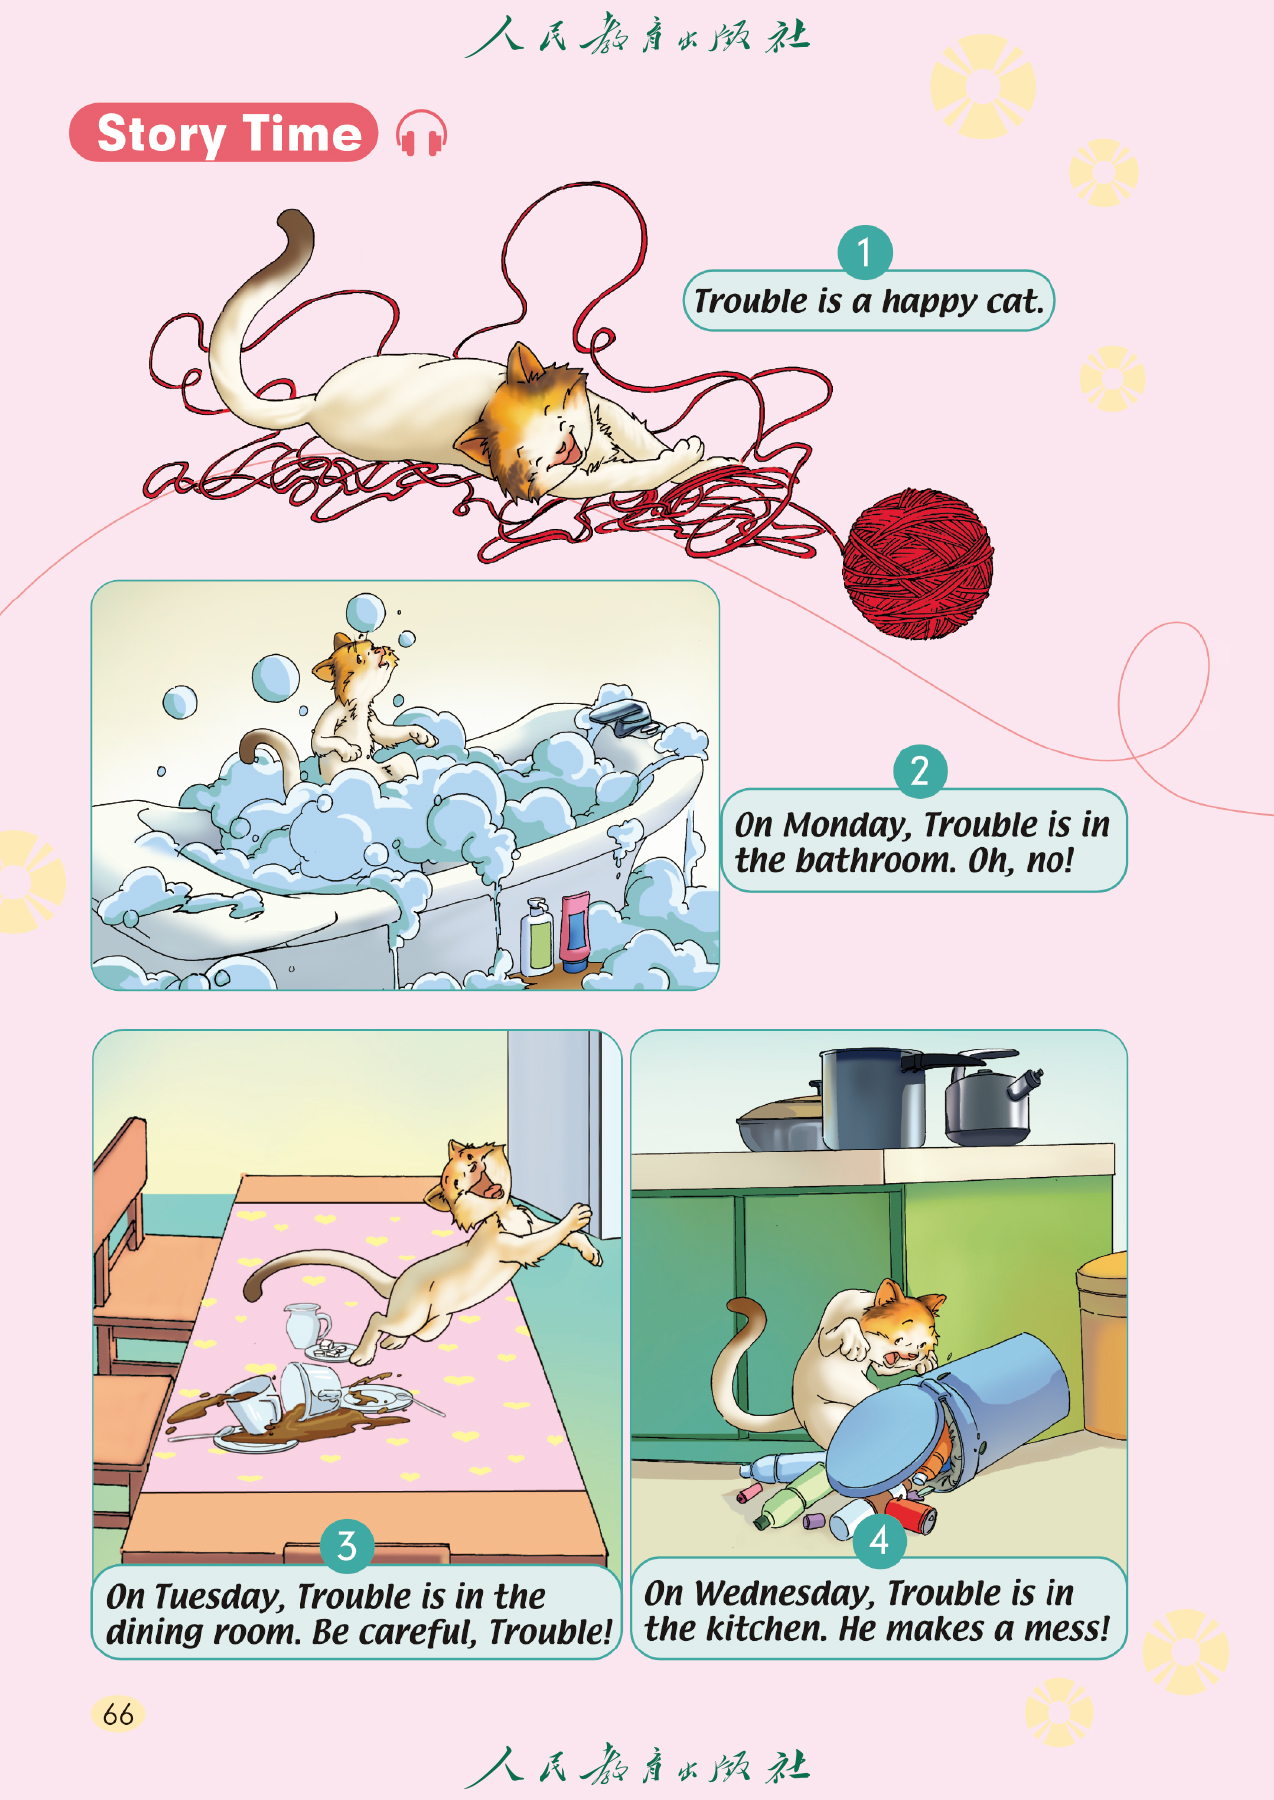 人民教育出版社
Story Time
1
Trouble is a happy cat.
2
On Monday, Trouble is in
the bathroom. Oh, no!
3
On Tuesday, Trouble is in the
dining room. Be careful, Trouble!
4
On Wednesday, Trouble is in
the kitchen. He makes a mess!
66
人民教育出版社